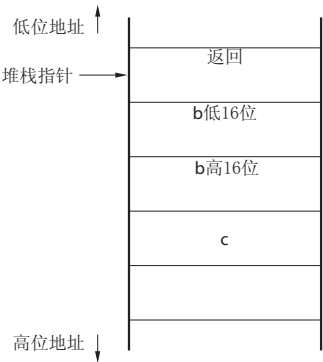 低位地址
返回
堆栈指针
b低16位
b高16位
c
高位地址